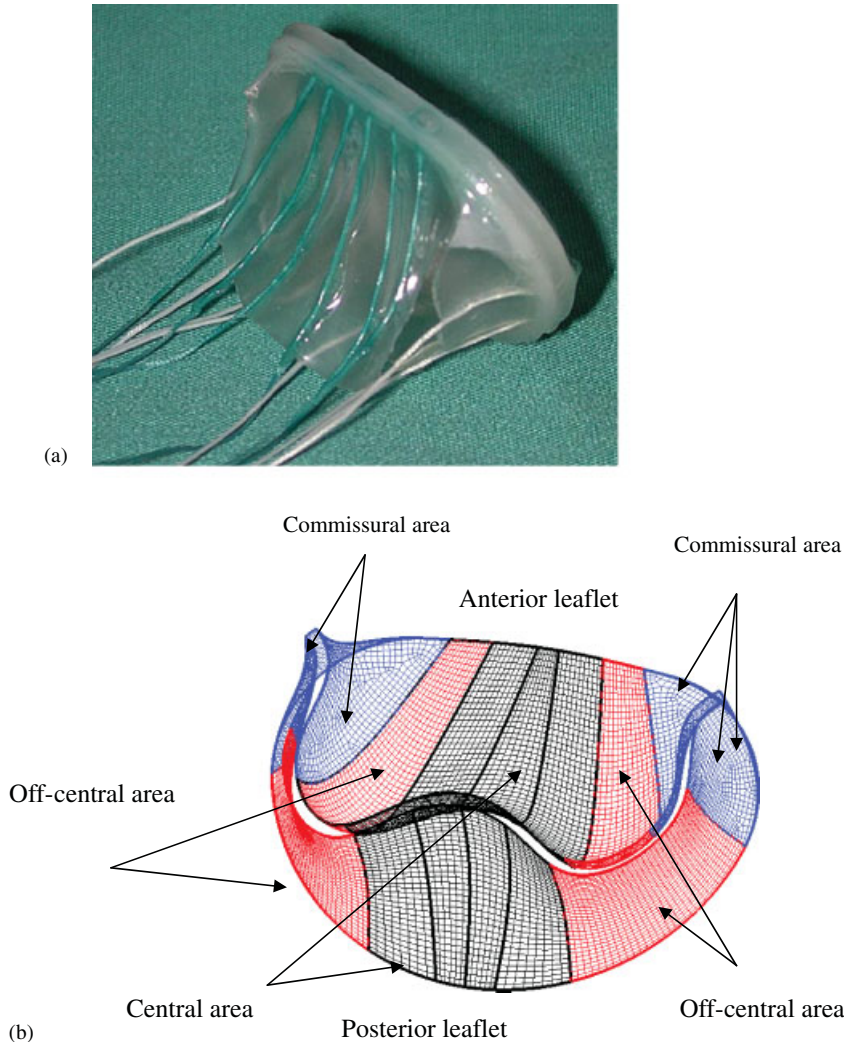 (a)
Commissural area
Commissural area
Anterior leaflet
Off-central area
Central area
Off-central area
Posterior leaflet
(b)